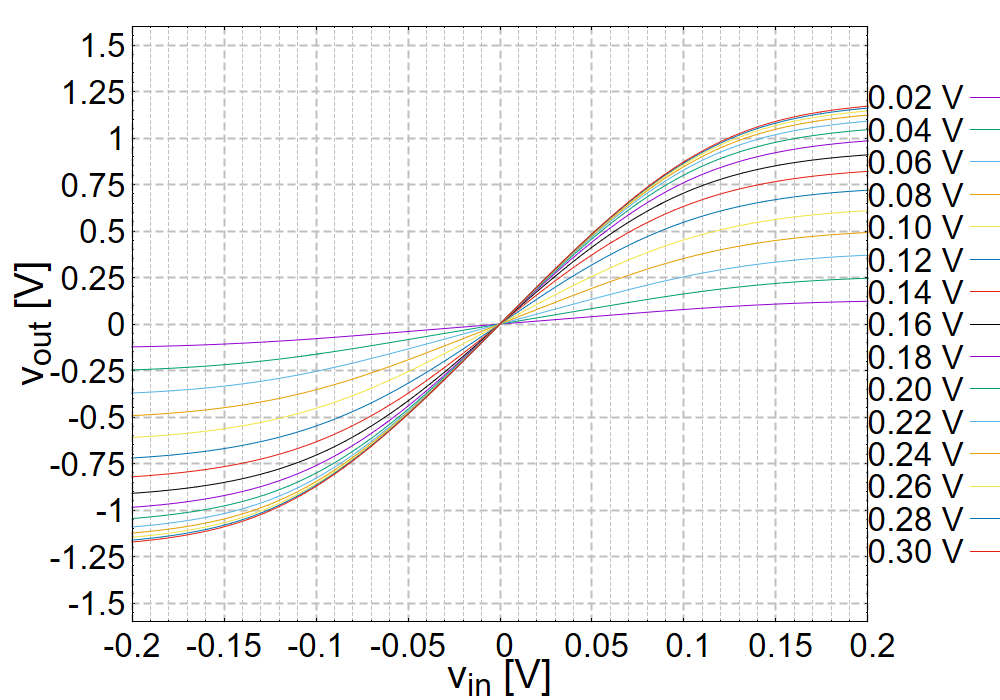 1.5
1.25
1
0.75
0.5
0.25
0
-0.25
-0.5
-0.75
-1
-1.25
-1.5
vout [V]
-0.2 -0.15 -0.1 -0.05 0 0.05 0.1 0.15 0.2
vin [V]
0.02 V
0.04 V
0.06 V
0.08 V
0.10 V
0.12 V
0.14 V
0.16 V
0.18 V
0.20 V
0.22 V
0.24 V
0.26 V
0.28 V
0.30 V